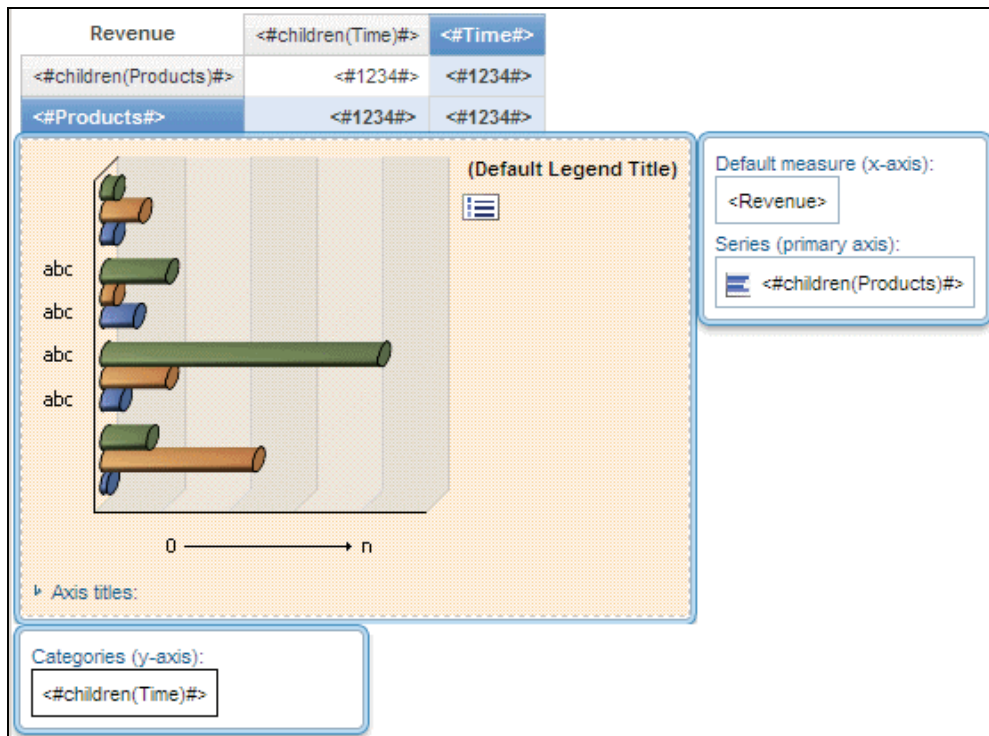 Revenue <#children(Time)#> <#Time#>
<#children(Products)#> <#1234#> <#1234#>
<#Products#> <#1234#> <#1234#>
(Default Legend Title)
abc
abc
abc
abc
0 n
Axis titles:
Default measure (x-axis):
<Revenue>
Series (primary axis):
<#children(Products)#>
Categories (y-axis):
<#children(Time)#>